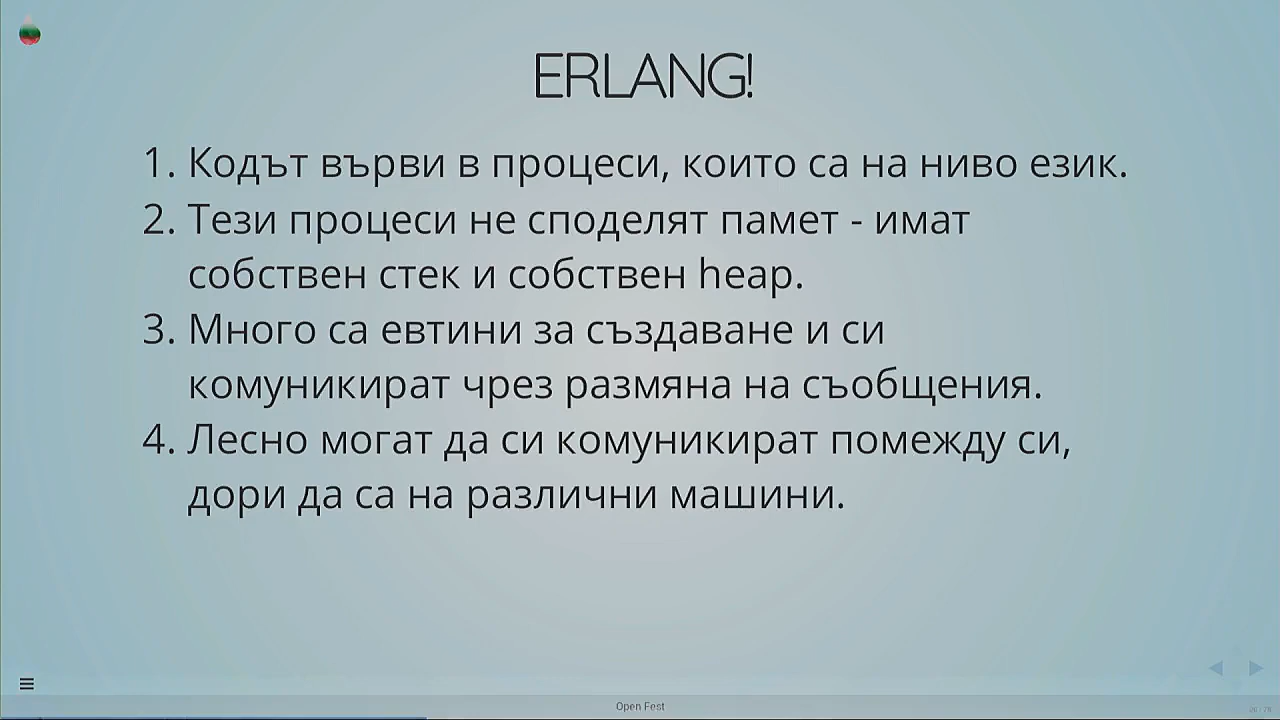 ERLANG!
1. Кодът върви в процеси, които са на ниво език.
2. Тези процеси не споделят памет - имат
собствен стек и собствен heap.
3. Много са евтини за създаване и си
комуникират чрез размяна на съобщения.
4. Лесно могат да си комуникират помежду си,
дори да са на различни машини.
Open Fest